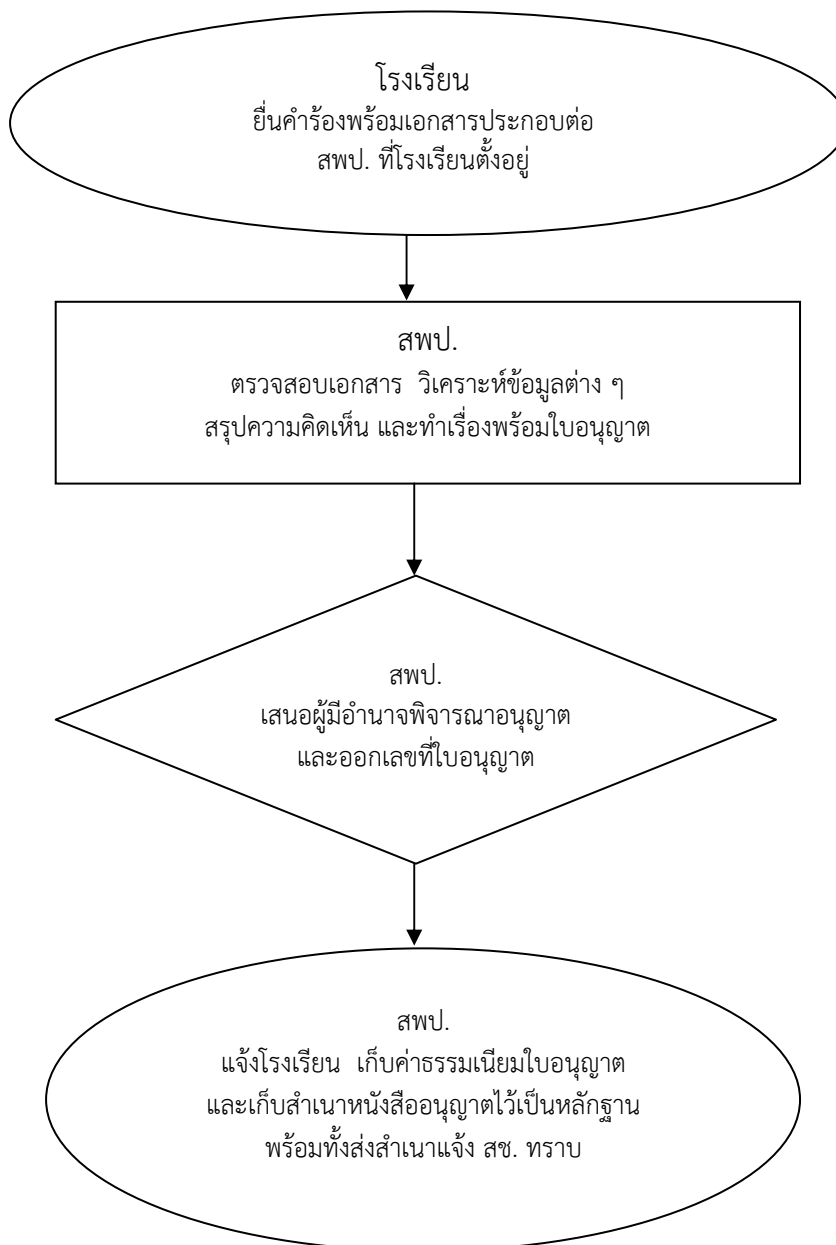 โรงเรียน
ยื่นคำร้องพร้อมเอกสารประกอบต่อ
สพป. ที่โรงเรียนตั้งอยู่
สพป.
ตรวจสอบเอกสาร วิเคราะห์ข้อมูลต่าง ๆ
สรุปความคิดเห็น และทำเรื่องพร้อมใบอนุญาต
สพป.
เสนอผู้มีอำนาจพิจารณาอนุญาต
และออกเลขที่ใบอนุญาต
สพป.
แจ้งโรงเรียน เก็บค่าธรรมเนียมใบอนุญาต
และเก็บสำเนาหนังสืออนุญาตไว้เป็นหลักฐาน
พร้อมทั้งส่งสำเนาแจ้ง สช. ทราบ